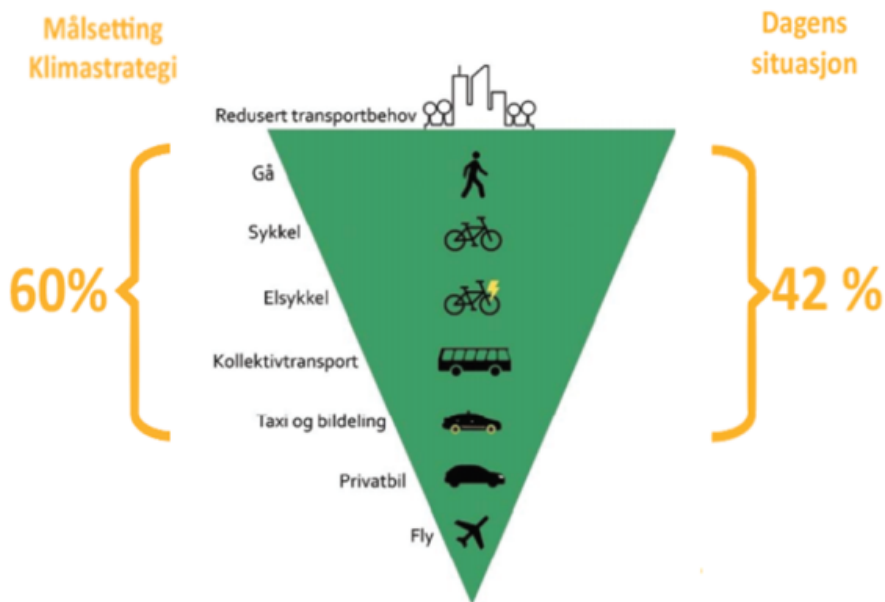 Målsetting
Klimastrategi
Dagens
situasjon
Redusert transportbehov
Gå
Sykkel
Elsykkel
Kollektivtransport
Taxi og bildeling
Privatbil
Fly
60%
42 %